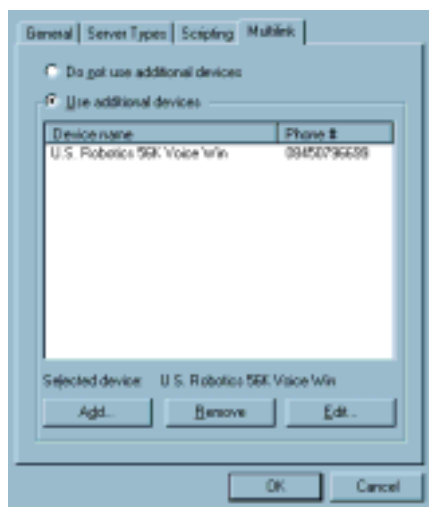 General Server Types Scripting Multilink
Do not use additional devices
Use additional devices
Device name Phone #
U.S. Robotics 56K Voice Win 08450796699
Selected device: U.S. Robotics 56K Voice Win
Add... Remove Edit...
OK Cancel